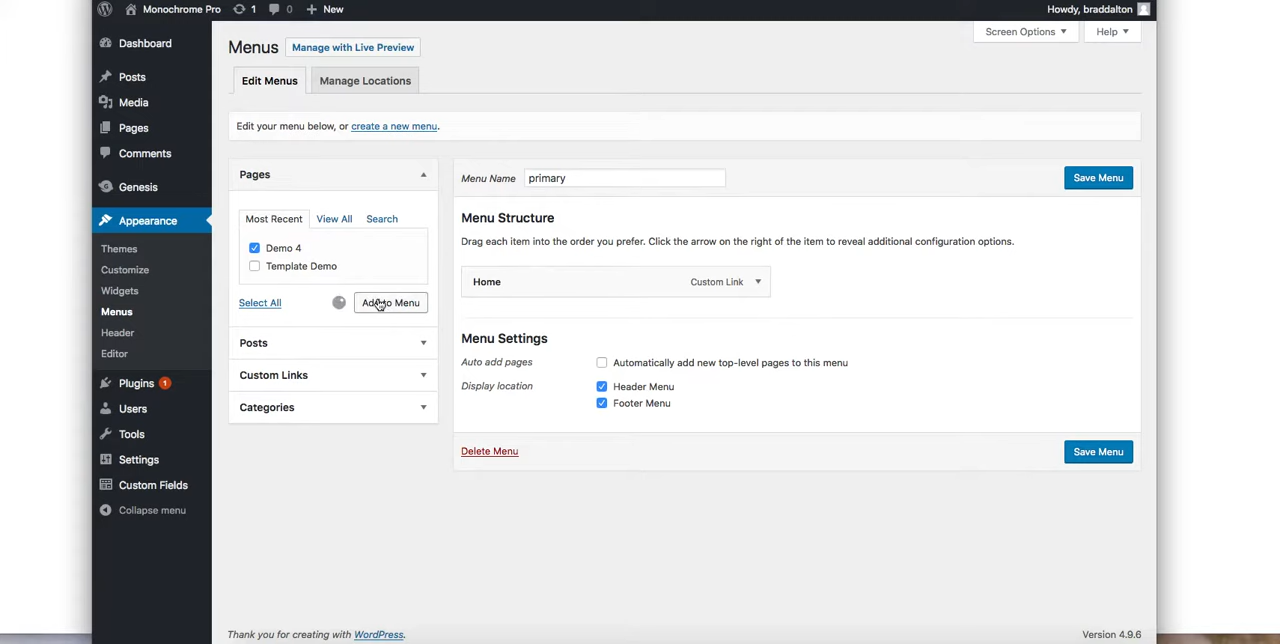 Monochrome Pro 1 0 New Howdy, braddalton
Screen Options Help
Dashboard
Posts
Media
Pages
Comments
Genesis
Appearance
Themes
Customize
Widgets
Menus
Header
Editor
Plugins 1
Users
Tools
Settings
Custom Fields
Collapse menu
Menus Manage with Live Preview
Edit Menus Manage Locations
Edit your menu below, or create a new menu.
Pages
Most Recent View All Search
Demo 4
Template Demo
Select All Add to Menu
Posts
Custom Links
Categories
Menu Name primary Save Menu
Menu Structure
Drag each item into the order you prefer. Click the arrow on the right of the item to reveal additional configuration options.
Home Custom Link
Menu Settings
Auto add pages Automatically add new top-level pages to this menu
Display location Header Menu
Footer Menu
Delete Menu Save Menu
Thank you for creating with WordPress. Version 4.9.6